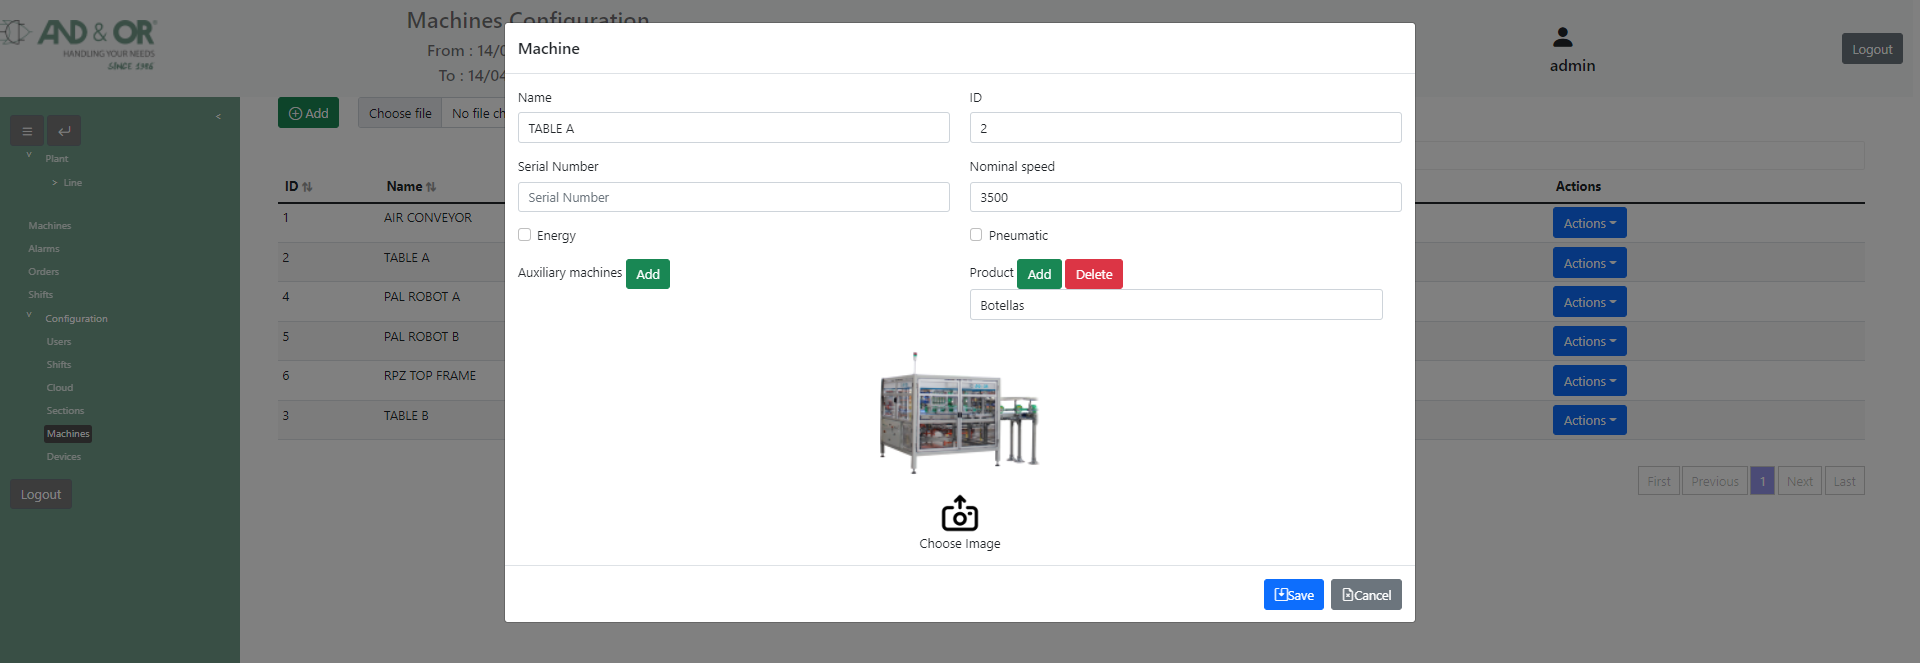 AND & OR
HANDLING YOUR NEEDS
SINCE 1996
Machines Configuration
From : 14/0
To : 14/04
admin
Logout
<
Plant
> Line
Machines
Alarms
Orders
Shifts
Configuration
Users
Shifts
Cloud
Sections
Machines
Devices
Logout
Add
Choose file
No file ch
ID Name Actions
1 AIR CONVEYOR Actions
2 TABLE A Actions
4 PAL ROBOT A Actions
5 PAL ROBOT B Actions
6 RPZ TOP FRAME Actions
3 TABLE B Actions
First Previous 1 Next Last
Machine
Name
TABLE A
ID
2
Serial Number
Serial Number
Nominal speed
3500
Energy
Pneumatic
Auxiliary machines Add
Product Add Delete
Botellas
Choose Image
Save Cancel